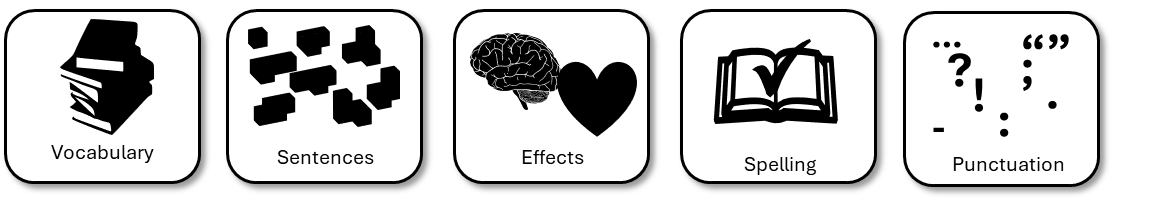 Vocabulary
Sentences
Effects
Spelling
... “ ”
? ;
! .
- :
Punctuation